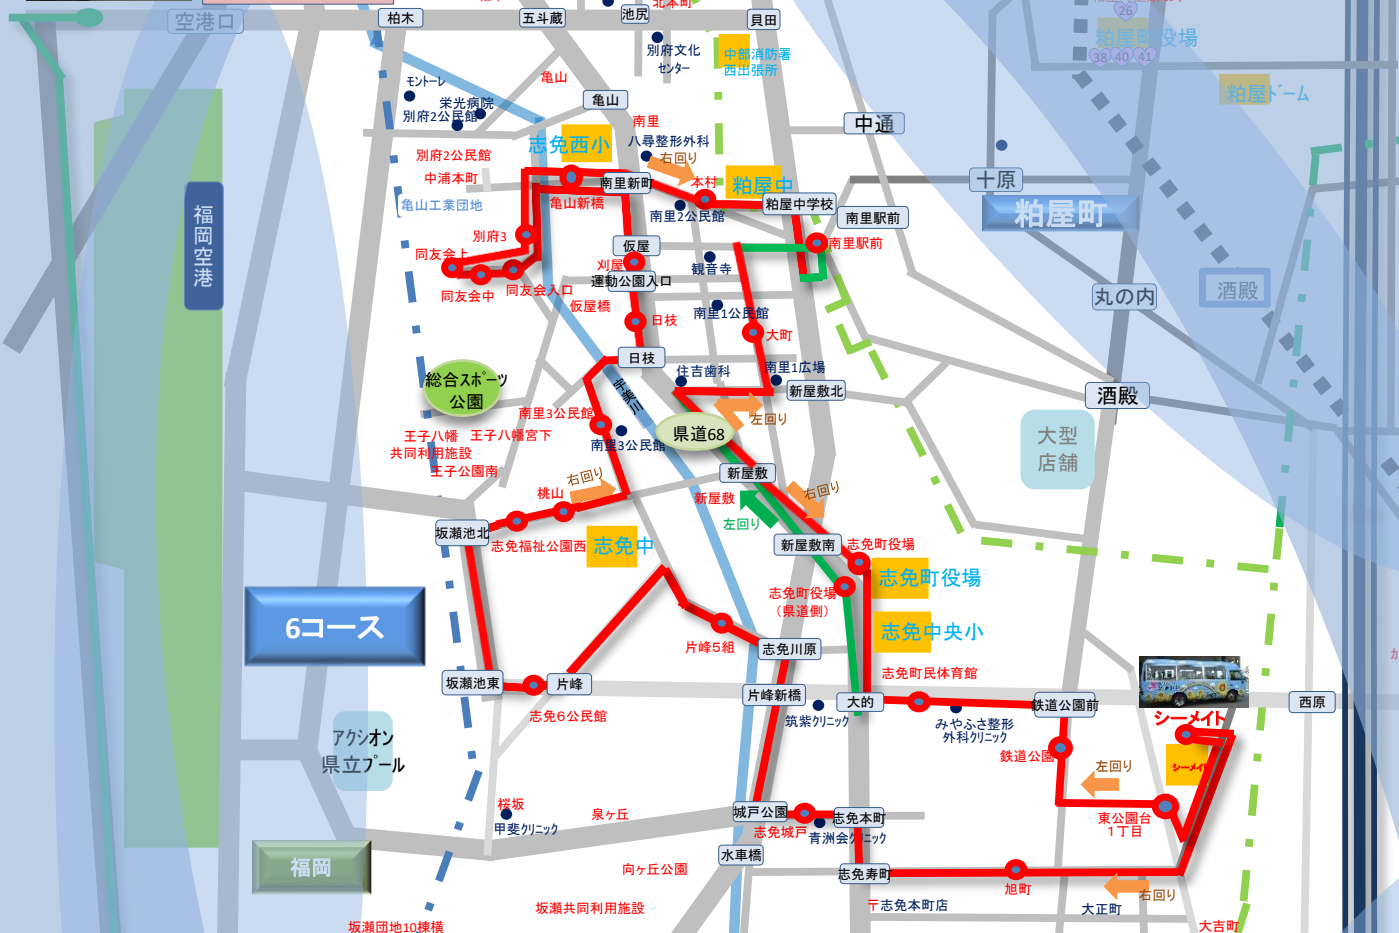 空港口
柏木
五斗蔵
池尻
北本町
貝田
26
粕屋町役場
38 40 41
別府文化
センター
中部消防署
西出張所
粕屋ドーム
モントーレ
亀山
栄光病院
別府2公民館
亀山
南里
中通
志免西小
八尋整形外科
右回り
別府2公民館
中浦本町
南里新町
本村
粕屋中
十原
亀山工業団地
亀山新橋
南里2公民館
粕屋中学校
南里駅前
粕屋町
福岡空港
別府3
仮屋
南里駅前
同友会上
刈屋
観音寺
運動公園入口
同友会中
同友会入口
仮屋橋
南里1公民館
丸の内
酒殿
日枝
大町
日枝
宇美川
住吉歯科
南里1広場
総合スポーツ
公園
新屋敷北
酒殿
南里3公民館
左回り
県道68
王子八幡
共同利用施設
王子八幡宮下
南里3公民館
大型
店舗
王子公園南
右回り
新屋敷
桃山
新屋敷
右回り
左回り
坂瀬池北
志免福祉公園西
志免中
新屋敷南
志免町役場
志免町役場
志免町役場
（県道側）
6コース
志免中央小
片峰5組
志免川原
志免町民体育館
坂瀬池東
片峰
片峰新橋
大的
鉄道公園前
西原
志免６公民館
筑紫クリニック
みやふさ整形
外科クリニック
シーメイト
アクシオン
県立プール
鉄道公園
シーメイト
左回り
桜坂
甲斐クリニック
泉ヶ丘
城戸公園
志免城戸
志免本町
青洲会クリニック
東公園台
１丁目
水車橋
福岡
向ヶ丘公園
志免寿町
旭町
右回り
坂瀬共同利用施設
〒志免本町店
大正町
坂瀬団地10棟横
大吉町